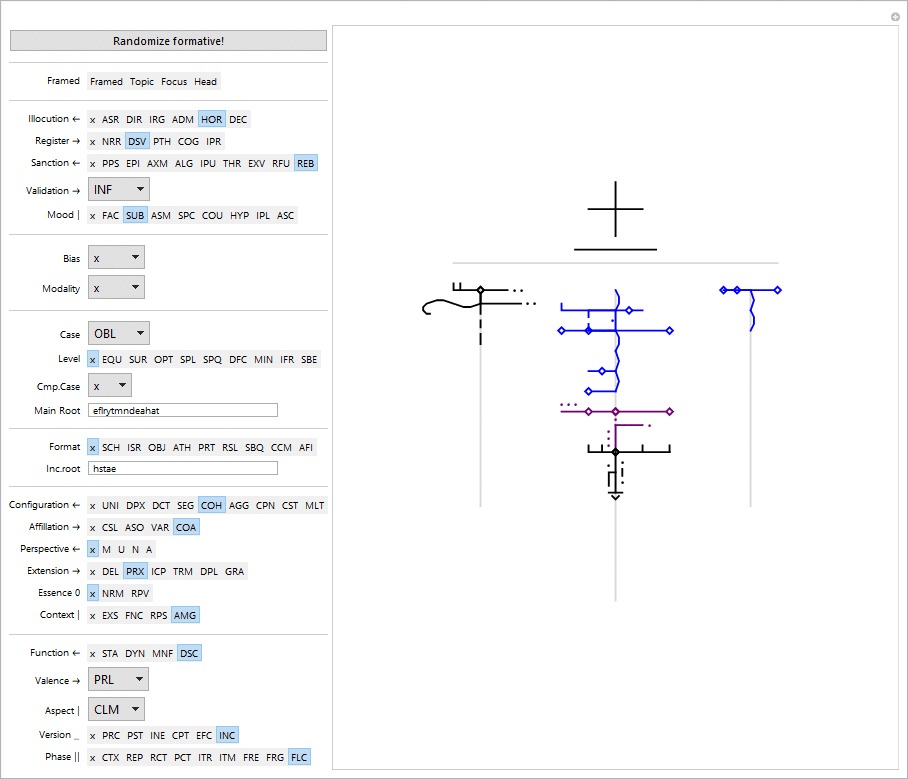 Randomize formative!
Framed Framed Topic Focus Head
Illocution ← x ASR DIR IRG ADM HOR DEC
Register → x NRR DSV PTH COG IPR
Sanction ← x PPS EPI AXM ALG IPU THR EXV RFU REB
Validation → INF
Mood | x FAC SUB ASM SPC COU HYP IPL ASC
Bias x
Modality x
Case OBL
Level x EQU SUR OPT SPL SPQ DFC MIN IFR SBE
Cmp.Case x
Main Root eflrytmndeahat
Format x SCH ISR OBJ ATH PRT RSL SBQ CCM AFI
Inc.root hstae
Configuration ← x UNI DPX DCT SEG COH AGG CPN CST MLT
Affillation → x CSL ASO VAR COA
Perspective ← x M U N A
Extension → x DEL PRX ICP TRM DPL GRA
Essence 0 x NRM RPV
Context | x EXS FNC RPS AMG
Function ← x STA DYN MNF DSC
Valence → PRL
Aspect | CLM
Version _ x PRC PST INE CPT EFC INC
Phase || x CTX REP RCT PCT ITR ITM FRE FRG FLC